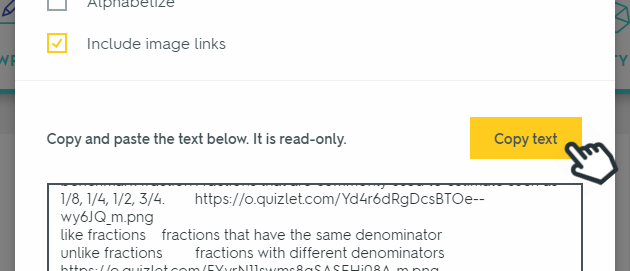 Alphabetize
Include image links
Copy and paste the text below. It is read-only.
Copy text
1/8, 1/4, 1/2, 3/4. https://o.quizlet.com/Yd4r6dRgDcsBTOe--
wy6JQ_m.png
like fractions fractions that have the same denominator
unlike fractions fractions with different denominators